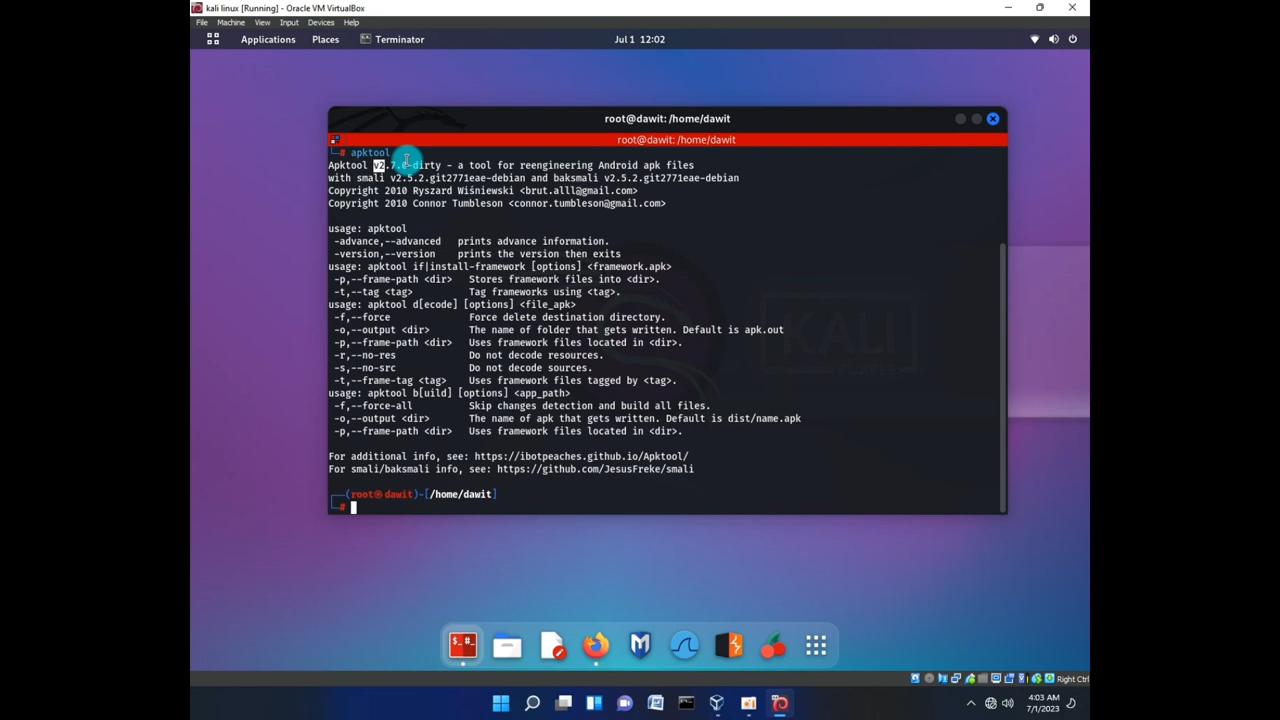 kali linux [Running] - Oracle VM VirtualBox
File Machine View Input Devices Help
Applications Places Terminator Jul 1 12:02
root@dawit: /home/dawit
root@dawit: /home/dawit
└─# apktool
Apktool v2.7.0-dirty - a tool for reengineering Android apk files
with smali v2.5.2.git2771eae-debian and baksmali v2.5.2.git2771eae-debian
Copyright 2010 Ryszard Wiśniewski <brut.alll@gmail.com>
Copyright 2010 Connor Tumbleson <connor.tumbleson@gmail.com>
usage: apktool
-advance,--advanced prints advance information.
-version,--version prints the version then exits
usage: apktool if|install-framework [options] <framework.apk>
-p,--frame-path <dir> Stores framework files into <dir>.
-t,--tag <tag> Tag frameworks using <tag>.
usage: apktool d[ecode] [options] <file_apk>
-f,--force Force delete destination directory.
-o,--output <dir> The name of folder that gets written. Default is apk.out
-p,--frame-path <dir> Uses framework files located in <dir>.
-r,--no-res Do not decode resources.
-s,--no-src Do not decode sources.
-t,--frame-tag <tag> Uses framework files tagged by <tag>.
usage: apktool b[uild] [options] <app_path>
-f,--force-all Skip changes detection and build all files.
-o,--output <dir> The name of apk that gets written. Default is dist/name.apk
-p,--frame-path <dir> Uses framework files located in <dir>.
For additional info, see: https://ibotpeaches.github.io/Apktool/
For smali/baksmali info, see: https://github.com/JesusFreke/smali
┌──(root㉿dawit)-[/home/dawit]
└─#
KALI
PURPLE
$_ #_
Right Ctrl
4:03 AM
7/1/2023